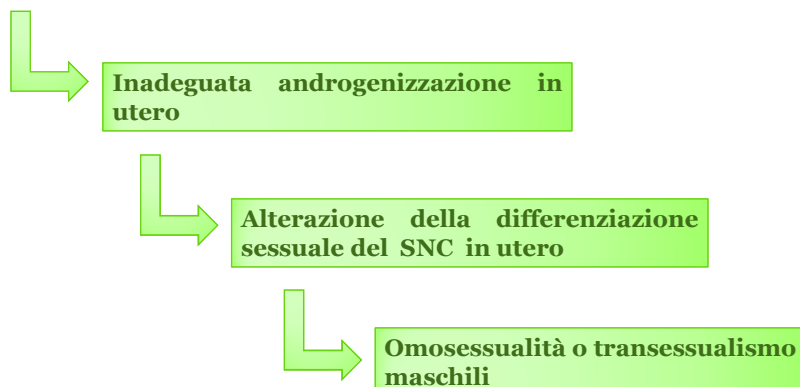 Inadeguata androgenizzazione in
utero
Alterazione della differenziazione
sessuale del SNC in utero
Omosessualità o transessualismo
maschili